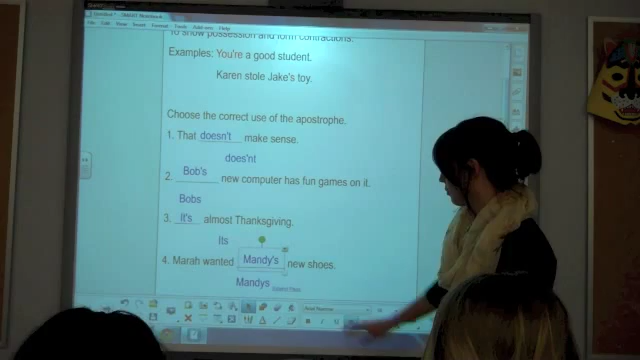 To show possession and form contractions.
Examples: You're a good student.
Karen stole Jake's toy.
Choose the correct use of the apostrophe.
1. That doesn't make sense.
does'nt
2. Bob's new computer has fun games on it.
Bobs
3. It's almost Thanksgiving.
Its
4. Marah wanted Mandy's new shoes.
Mandys